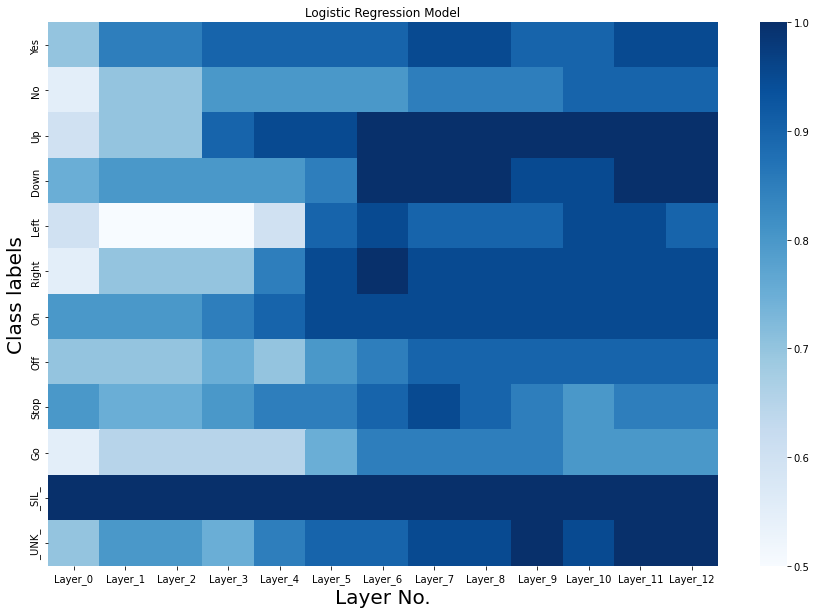 Logistic Regression Model
Class labels
Yes
No
Up
Down
Left
Right
On
Off
Stop
Go
_SIL_
_UNK_
Layer_0 Layer_1 Layer_2 Layer_3 Layer_4 Layer_5 Layer_6 Layer_7 Layer_8 Layer_9 Layer_10 Layer_11 Layer_12
Layer No.
1.0
0.9
0.8
0.7
0.6
0.5